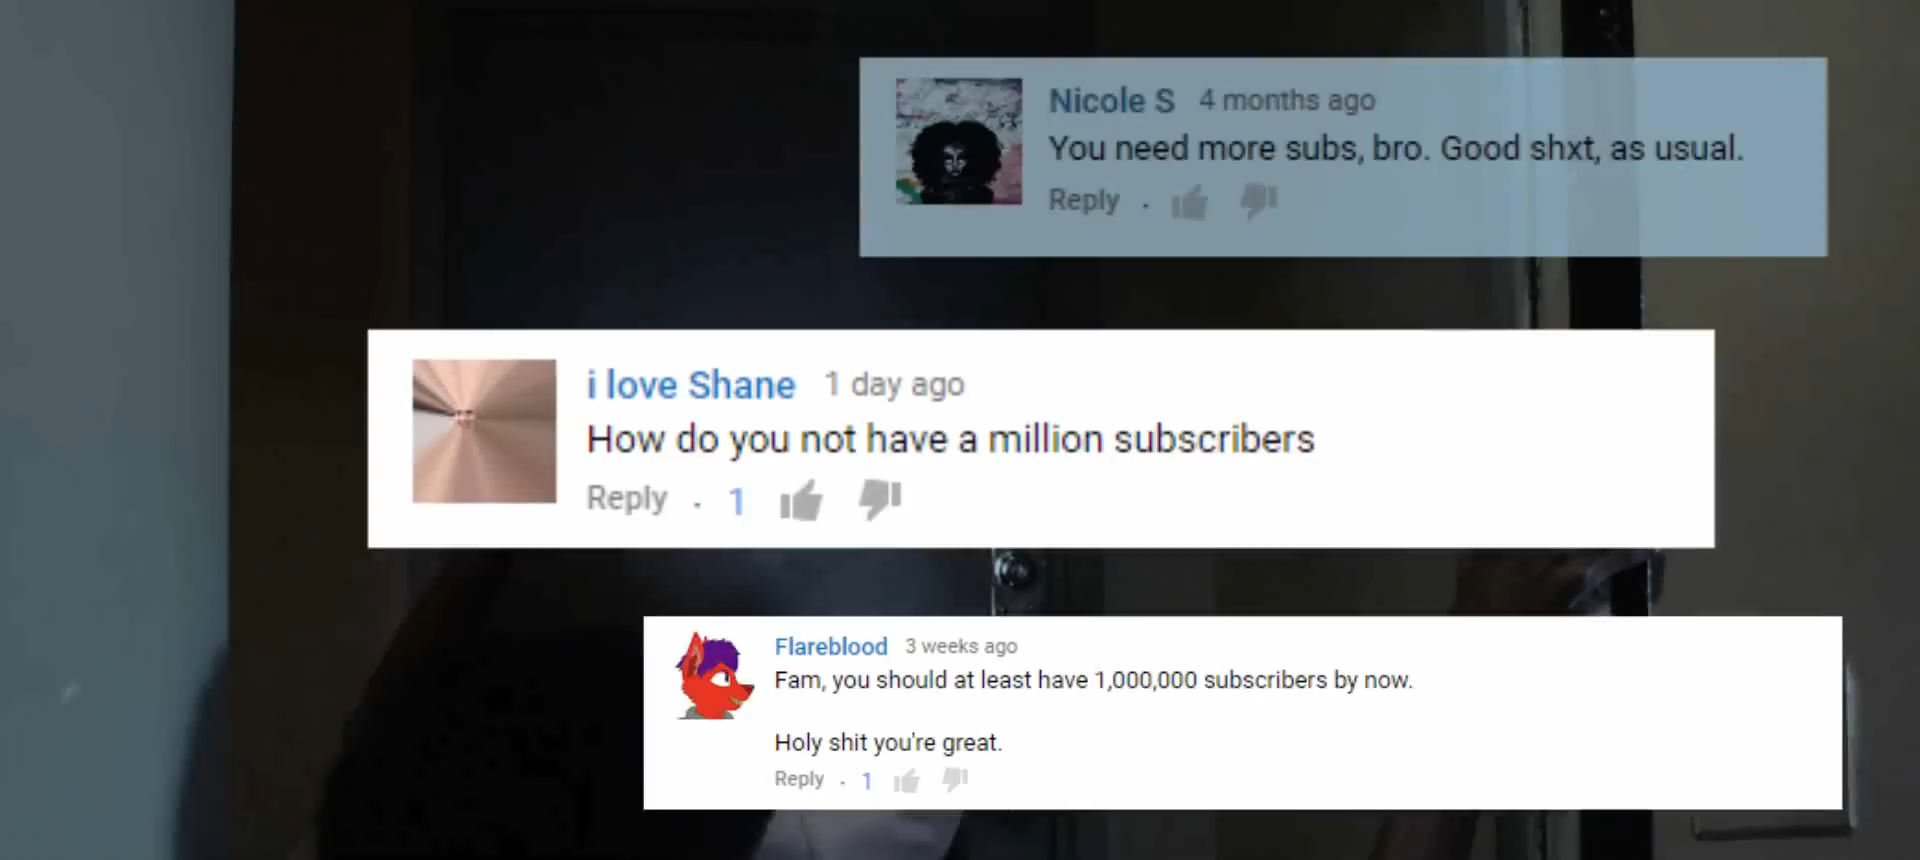 Nicole S 4 months ago
You need more subs, bro. Good shxt, as usual.
Reply .
i love Shane 1 day ago
How do you not have a million subscribers
Reply . 1
Flareblood 3 weeks ago
Fam, you should at least have 1,000,000 subscribers by now.
Holy shit you're great.
Reply . 1